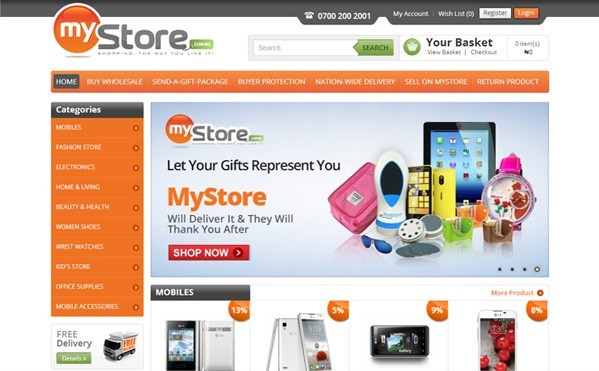 0700 200 2001
My Account
Wish List (0)
Register
Login
myStore.com.ng
SHOPPING, THE WAY YOU LIKE IT!
Search
SEARCH
Your Basket
View Basket | Checkout
0 item(s)
₦0
HOME
BUY WHOLESALE
SEND-A-GIFT-PACKAGE
BUYER PROTECTION
NATION-WIDE DELIVERY
SELL ON MYSTORE
RETURN PRODUCT
Categories
MOBILES
FASHION STORE
ELECTRONICS
HOME & LIVING
BEAUTY & HEALTH
WOMEN SHOES
WRIST WATCHES
KID'S STORE
OFFICE SUPPLIES
MOBILE ACCESSORIES
FREE
Delivery
Details »
myStore
Let Your Gifts Represent You
MyStore
Will Deliver It & They Will
Thank You After
SHOP NOW
MOBILES
More Product
13%
5%
9%
8%